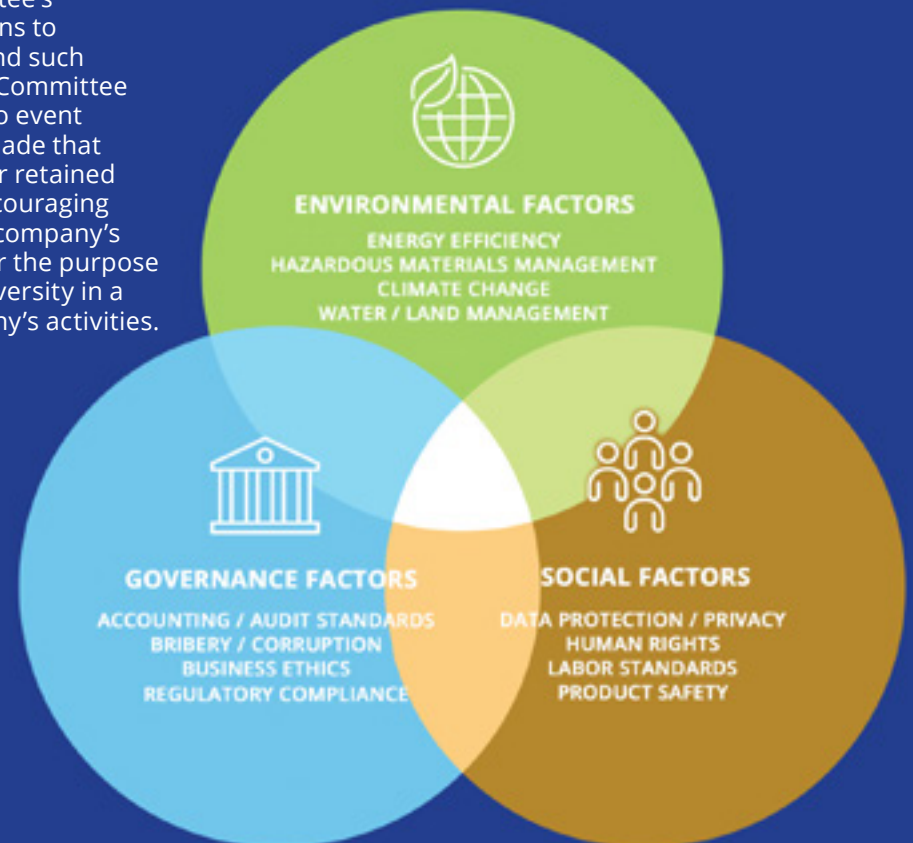 ns to
nd such
Committee
o event
ade that
r retained
couraging
company's
r the purpose
versity in a
ny's activities.
ENVIRONMENTAL FACTORS
ENERGY EFFICIENCY
HAZARDOUS MATERIALS MANAGEMENT
CLIMATE CHANGE
WATER / LAND MANAGEMENT
GOVERNANCE FACTORS
ACCOUNTING / AUDIT STANDARDS
BRIBERY / CORRUPTION
BUSINESS ETHICS
REGULATORY COMPLIANCE
SOCIAL FACTORS
DATA PROTECTION / PRIVACY
HUMAN RIGHTS
LABOR STANDARDS
PRODUCT SAFETY